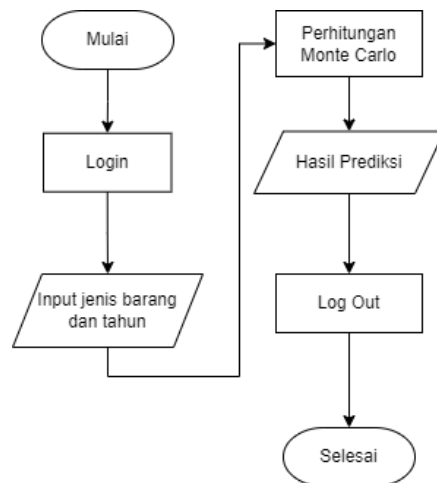 Mulai
Login
Input jenis barang
dan tahun
Perhitungan
Monte Carlo
Hasil Prediksi
Log Out
Selesai